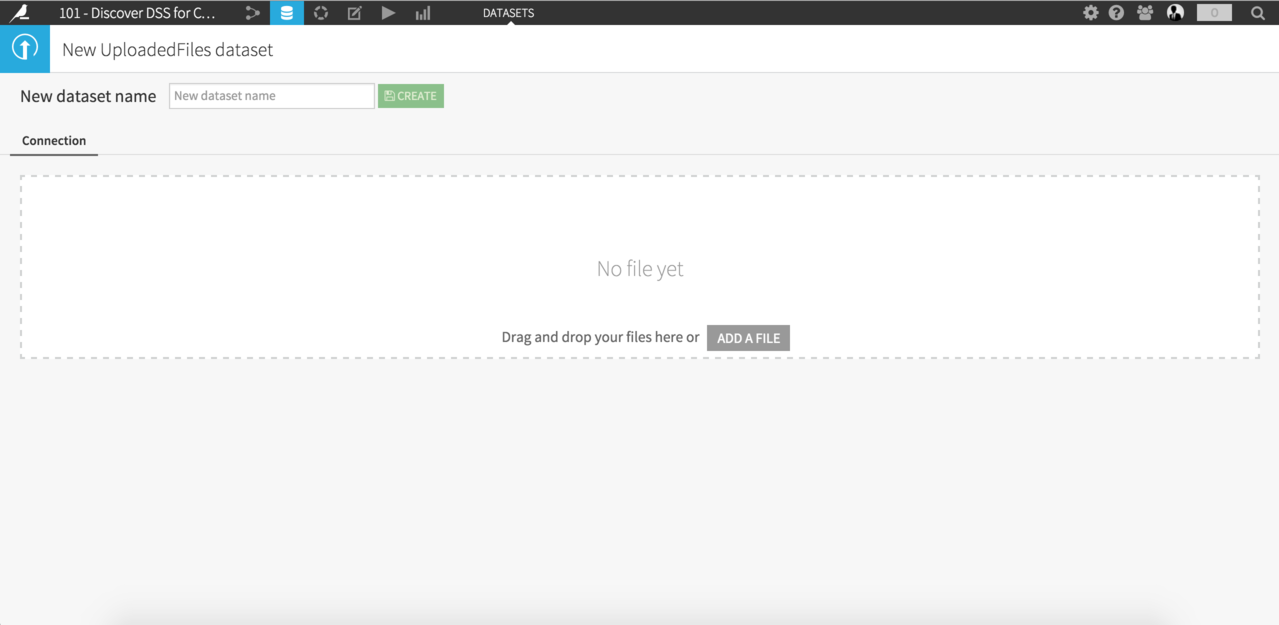 101 - Discover DSS for C...
DATASETS
0
New UploadedFiles dataset
New dataset name
New dataset name
CREATE
Connection
No file yet
Drag and drop your files here or
ADD A FILE